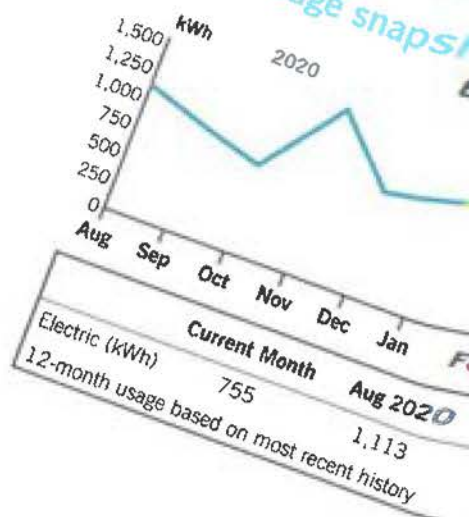 age snaps
kWh
2020
1,500
1,250
1,000
750
500
250
0
Aug Sep Oct Nov Dec Jan
Current Month Aug 2020
Electric (kWh) 755 1,113
12-month usage based on most recent history